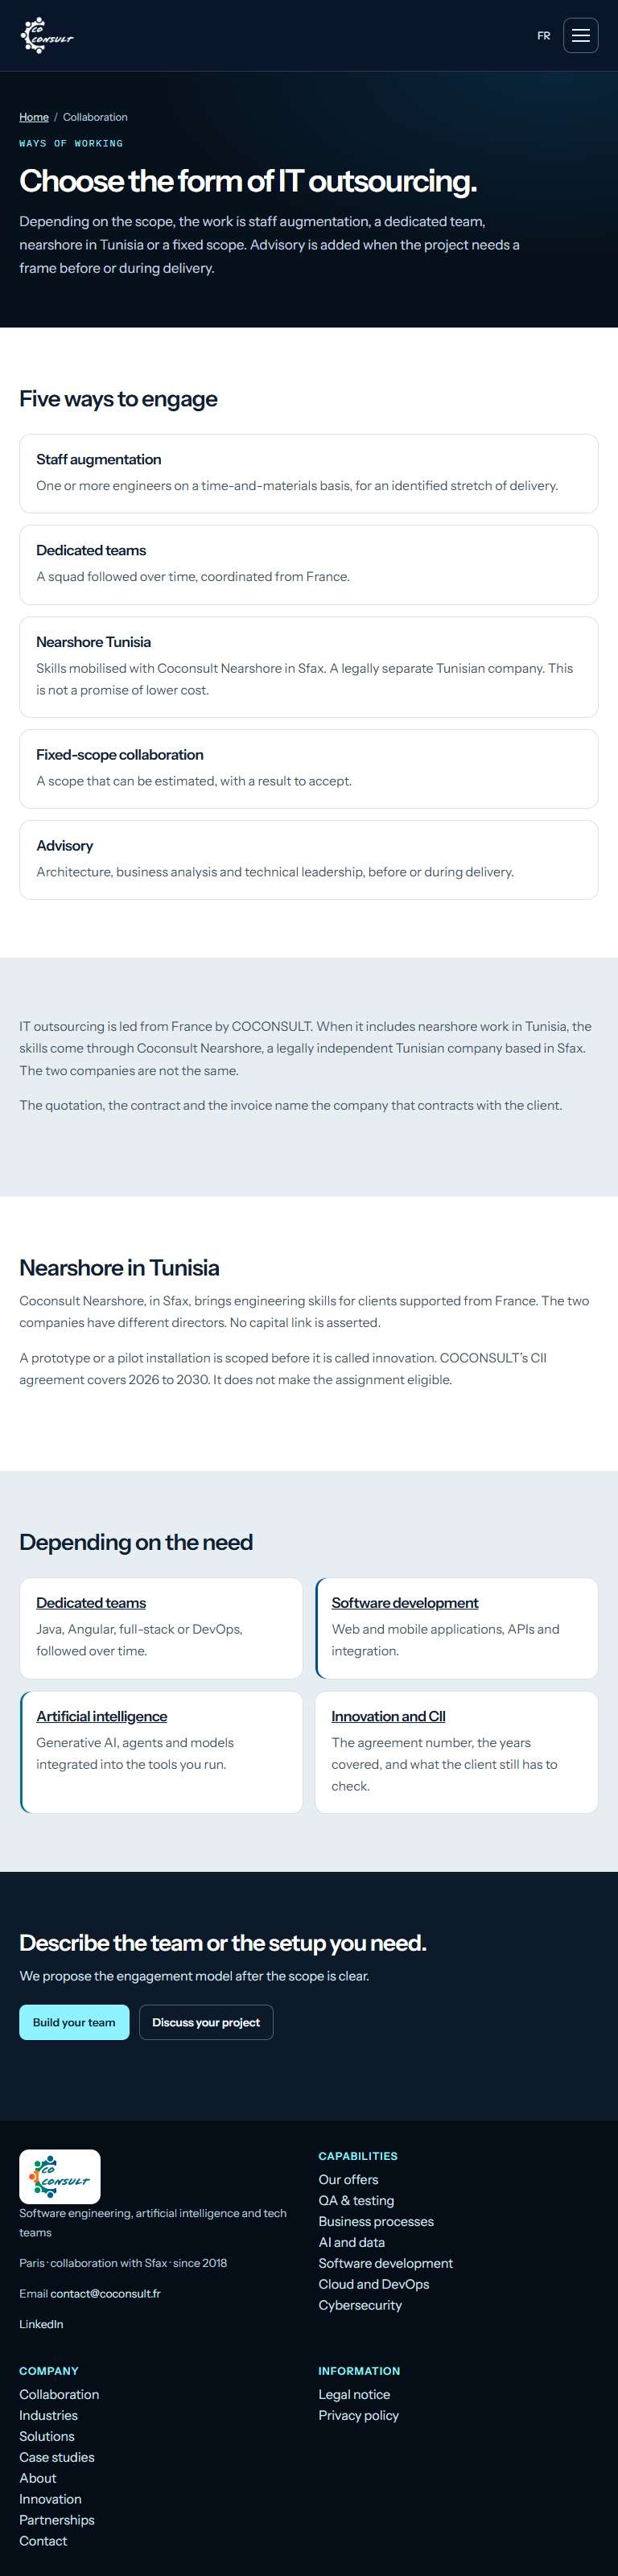 CO
CONSULT
FR
Home / Collaboration
WAYS OF WORKING
Choose the form of IT outsourcing.
Depending on the scope, the work is staff augmentation, a dedicated team,
nearshore in Tunisia or a fixed scope. Advisory is added when the project needs a
frame before or during delivery.
Five ways to engage
Staff augmentation
One or more engineers on a time-and-materials basis, for an identified stretch of delivery.
Dedicated teams
A squad followed over time, coordinated from France.
Nearshore Tunisia
Skills mobilised with Coconsult Nearshore in Sfax. A legally separate Tunisian company. This
is not a promise of lower cost.
Fixed-scope collaboration
A scope that can be estimated, with a result to accept.
Advisory
Architecture, business analysis and technical leadership, before or during delivery.
IT outsourcing is led from France by COCONSULT. When it includes nearshore work in Tunisia, the
skills come through Coconsult Nearshore, a legally independent Tunisian company based in Sfax.
The two companies are not the same.
The quotation, the contract and the invoice name the company that contracts with the client.
Nearshore in Tunisia
Coconsult Nearshore, in Sfax, brings engineering skills for clients supported from France. The two
companies have different directors. No capital link is asserted.
A prototype or a pilot installation is scoped before it is called innovation. COCONSULT’s CII
agreement covers 2026 to 2030. It does not make the assignment eligible.
Depending on the need
Dedicated teams
Java, Angular, full-stack or DevOps,
followed over time.
Software development
Web and mobile applications, APIs and
integration.
Artificial intelligence
Generative AI, agents and models
integrated into the tools you run.
Innovation and CII
The agreement number, the years
covered, and what the client still has to
check.
Describe the team or the setup you need.
We propose the engagement model after the scope is clear.
Build your team
Discuss your project
CO
CONSULT
Software engineering, artificial intelligence and tech
teams
Paris · collaboration with Sfax · since 2018
Email contact@coconsult.fr
LinkedIn
CAPABILITIES
Our offers
QA & testing
Business processes
AI and data
Software development
Cloud and DevOps
Cybersecurity
COMPANY
Collaboration
Industries
Solutions
Case studies
About
Innovation
Partnerships
Contact
INFORMATION
Legal notice
Privacy policy